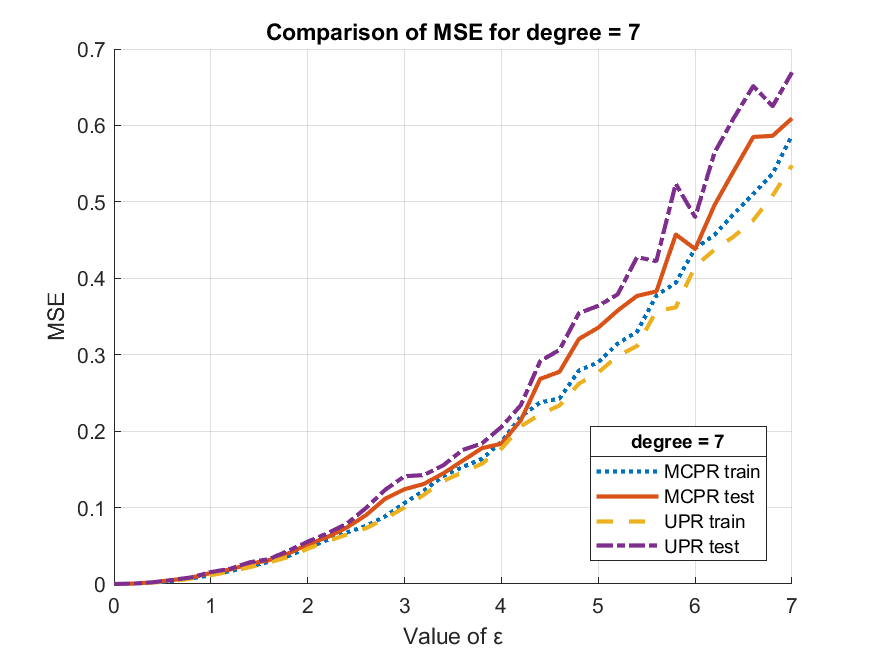 Comparison of MSE for degree = 7
0.7
0.6
0.5
0.4
0.3
0.2
0.1
0
MSE
degree = 7
MCPR train
MCPR test
UPR train
UPR test
0 1 2 3 4 5 6 7
Value of ε